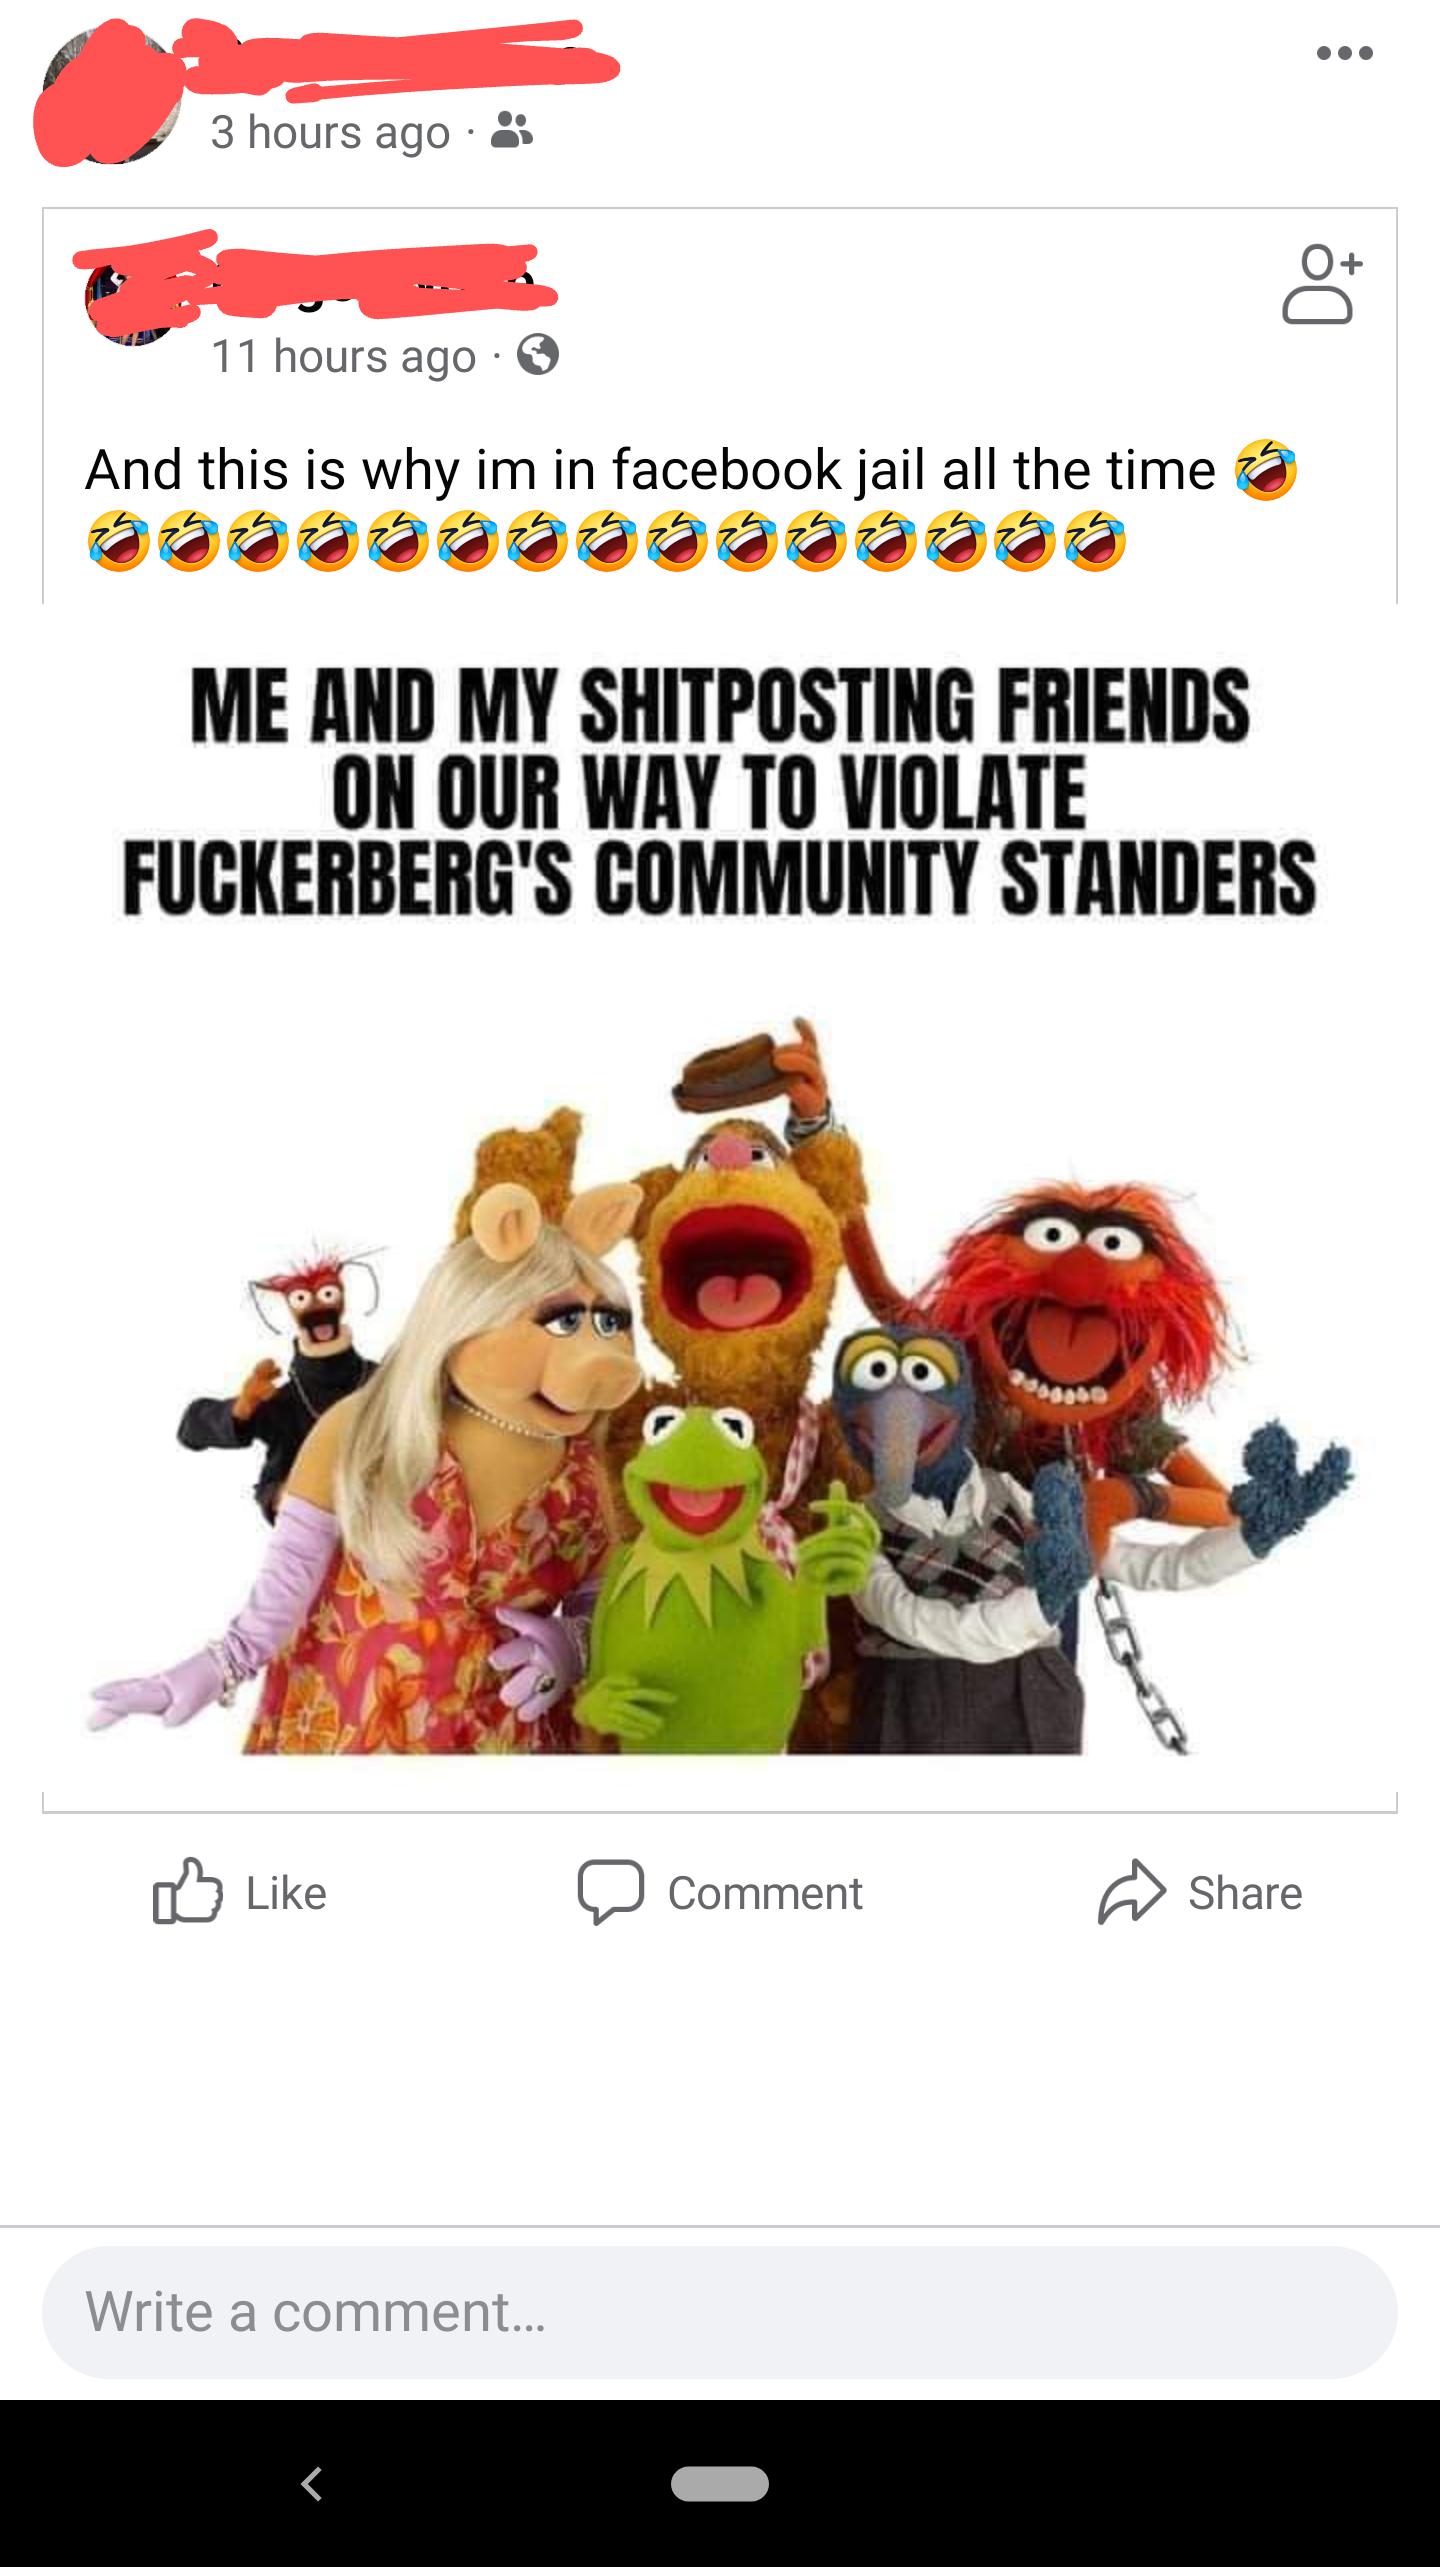 3 hours ago ·
11 hours ago ·
And this is why im in facebook jail all the time 🤣
🤣🤣🤣🤣🤣🤣🤣🤣🤣🤣🤣🤣🤣🤣🤣
ME AND MY SHITPOSTING FRIENDS
ON OUR WAY TO VIOLATE
FUCKERBERG'S COMMUNITY STANDERS
Like Comment Share
Write a comment...